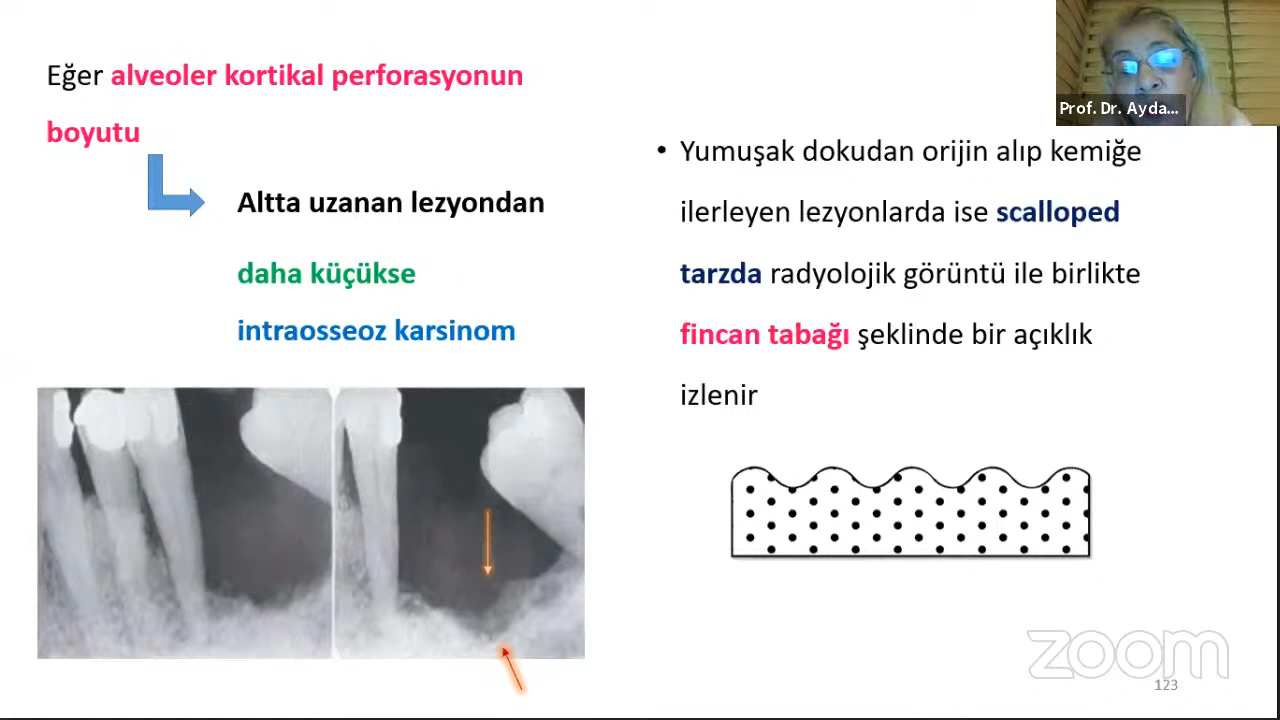 Eğer alveoler kortikal perforasyonun
boyutu
Altta uzanan lezyondan
daha küçükse
intraosseoz karsinom
Prof. Dr. Ayda...
• Yumuşak dokudan orijin alıp kemiğe
ilerleyen lezyonlarda ise scalloped
tarzda radyolojik görüntü ile birlikte
fincan tabağı şeklinde bir açıklık
izlenir
zoom
123